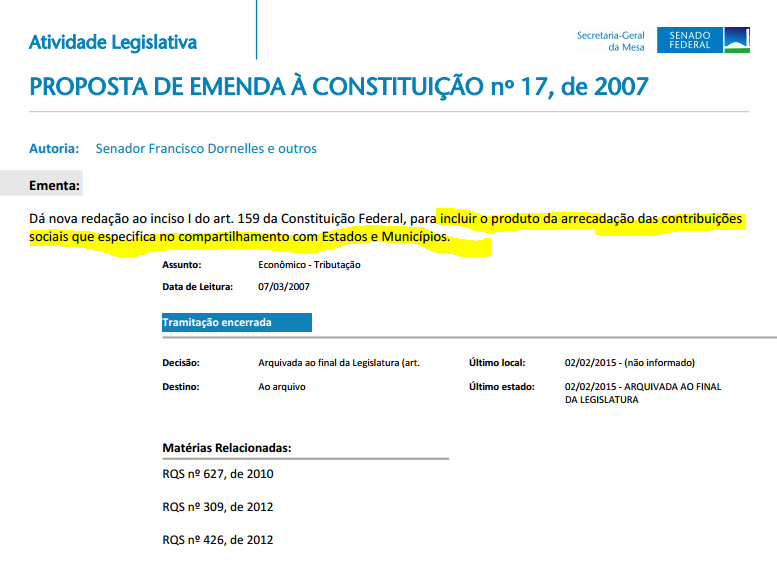 Atividade Legislativa
Secretaria-Geral
da Mesa
SENADO
FEDERAL
PROPOSTA DE EMENDA À CONSTITUIÇÃO nº 17, de 2007
Autoria: Senador Francisco Dornelles e outros
Ementa:
Dá nova redação ao inciso I do art. 159 da Constituição Federal, para incluir o produto da arrecadação das contribuições
sociais que especifica no compartilhamento com Estados e Municípios.
Assunto: Econômico - Tributação
Data de Leitura: 07/03/2007
Tramitação encerrada
Decisão: Arquivada ao final da Legislatura (art. Último local: 02/02/2015 - (não informado)
Destino: Ao arquivo Último estado: 02/02/2015 - ARQUIVADA AO FINAL
DA LEGISLATURA
Matérias Relacionadas:
RQS nº 627, de 2010
RQS nº 309, de 2012
RQS nº 426, de 2012